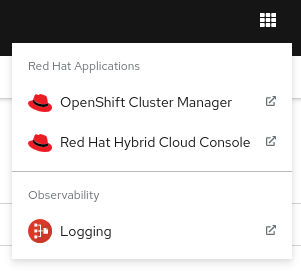 Red Hat Applications
OpenShift Cluster Manager
Red Hat Hybrid Cloud Console
Observability
Logging